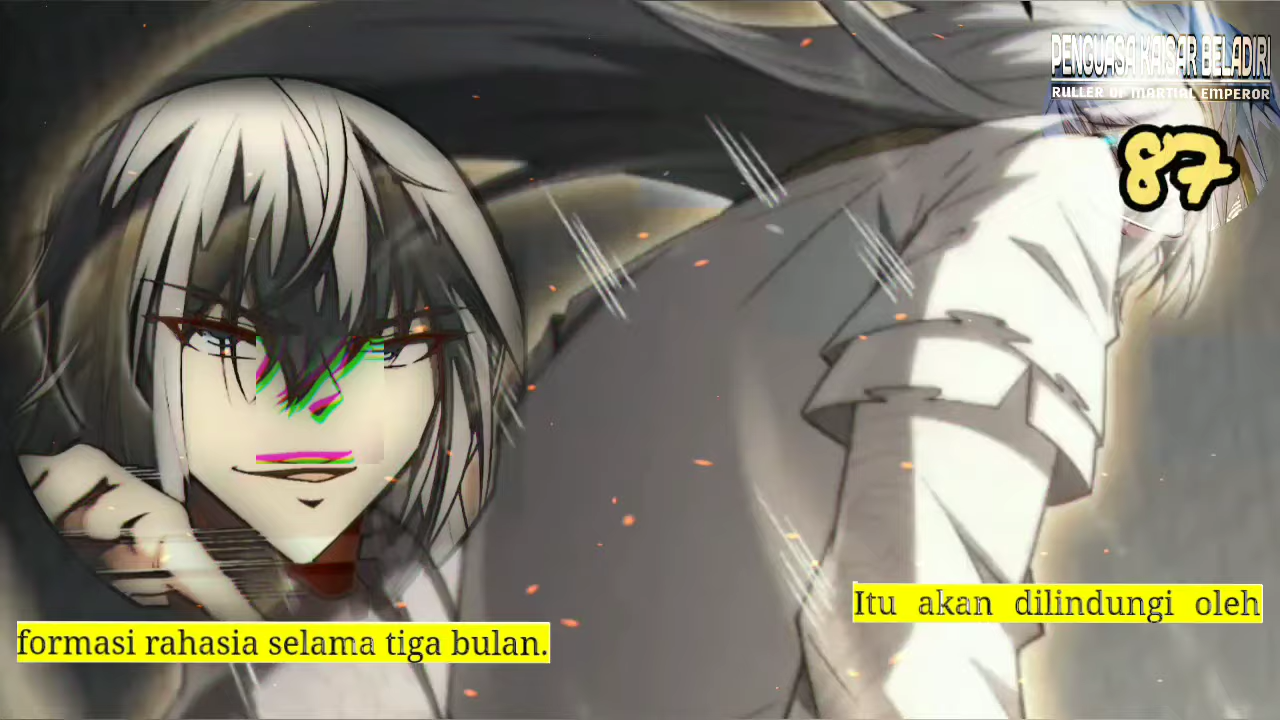 PENGUASA KAISAR BELADIRI
RULLER OF MARTIAL EMPEROR
87
Itu akan dilindungi oleh
formasi rahasia selama tiga bulan.